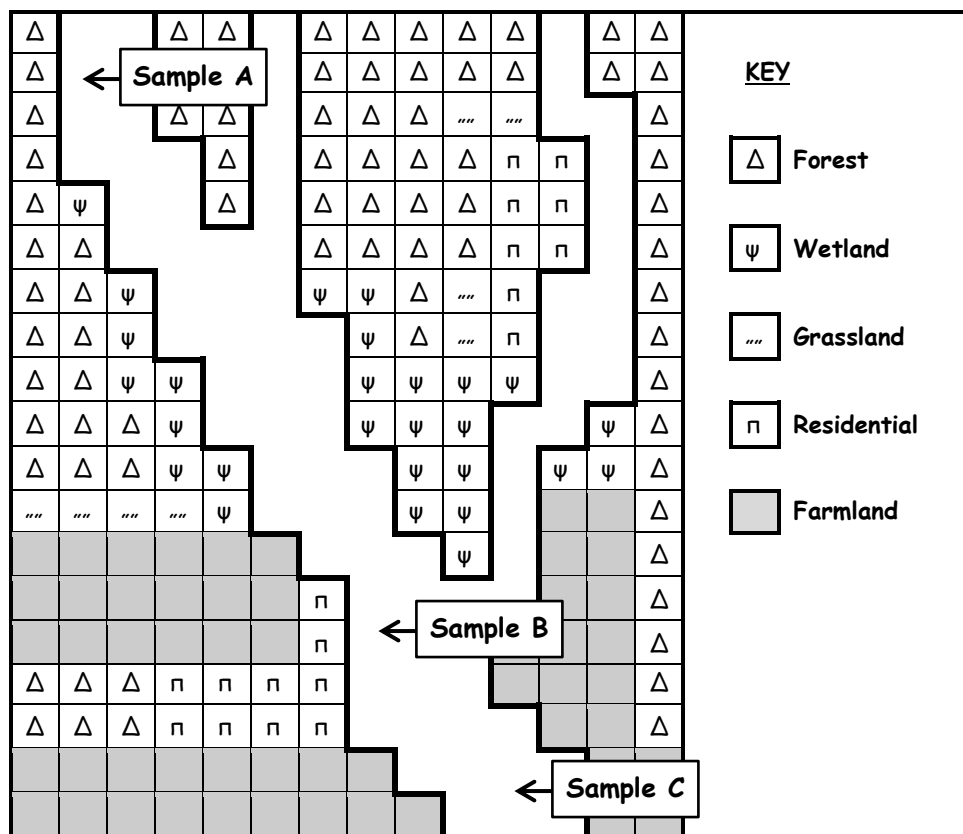 Sample A
KEY
Forest
Wetland
Grassland
Residential
Farmland
Sample B
Sample C